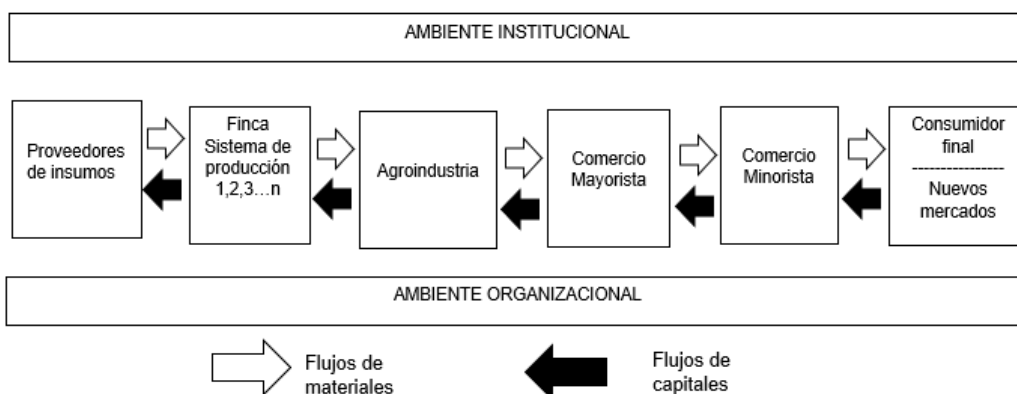 AMBIENTE INSTITUCIONAL
Proveedores
de insumos
Finca
Sistema de
producción
1,2,3...n
Agroindustria
Comercio
Mayorista
Comercio
Minorista
Consumidor
final
----------------
Nuevos
mercados
AMBIENTE ORGANIZACIONAL
Flujos de
materiales
Flujos de
capitales